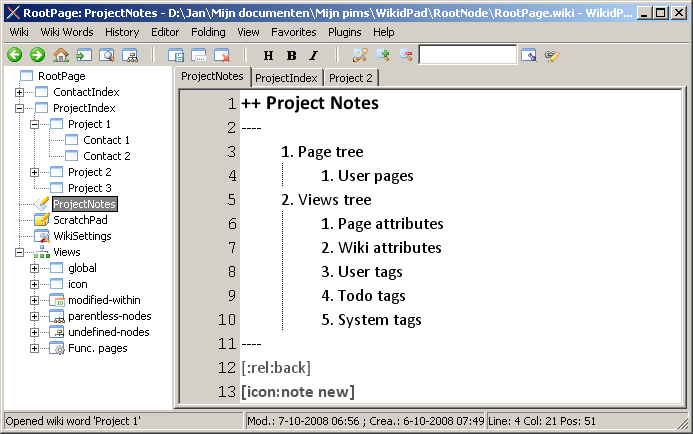 RootPage: ProjectNotes - D:\Jan\Mijn documenten\Mijn pims\WikidPad\RootNode\RootPage.wiki - WikidP...
Wiki Wiki Words History Editor Folding View Favorites Plugins Help
H B I
RootPage
ContactIndex
ProjectIndex
Project 1
Contact 1
Contact 2
Project 2
Project 3
ProjectNotes
ScratchPad
WikiSettings
Views
global
icon
modified-within
parentless-nodes
undefined-nodes
Func. pages
ProjectNotes ProjectIndex Project 2
1 ++ Project Notes
2 ----
3 1. Page tree
4 1. User pages
5 2. Views tree
6 1. Page attributes
7 2. Wiki attributes
8 3. User tags
9 4. Todo tags
10 5. System tags
11 ----
12 [:rel:back]
13 [icon:note new]
Opened wiki word 'Project 1' Mod.: 7-10-2008 06:56 ; Crea.: 6-10-2008 07:49 Line: 4 Col: 21 Pos: 51